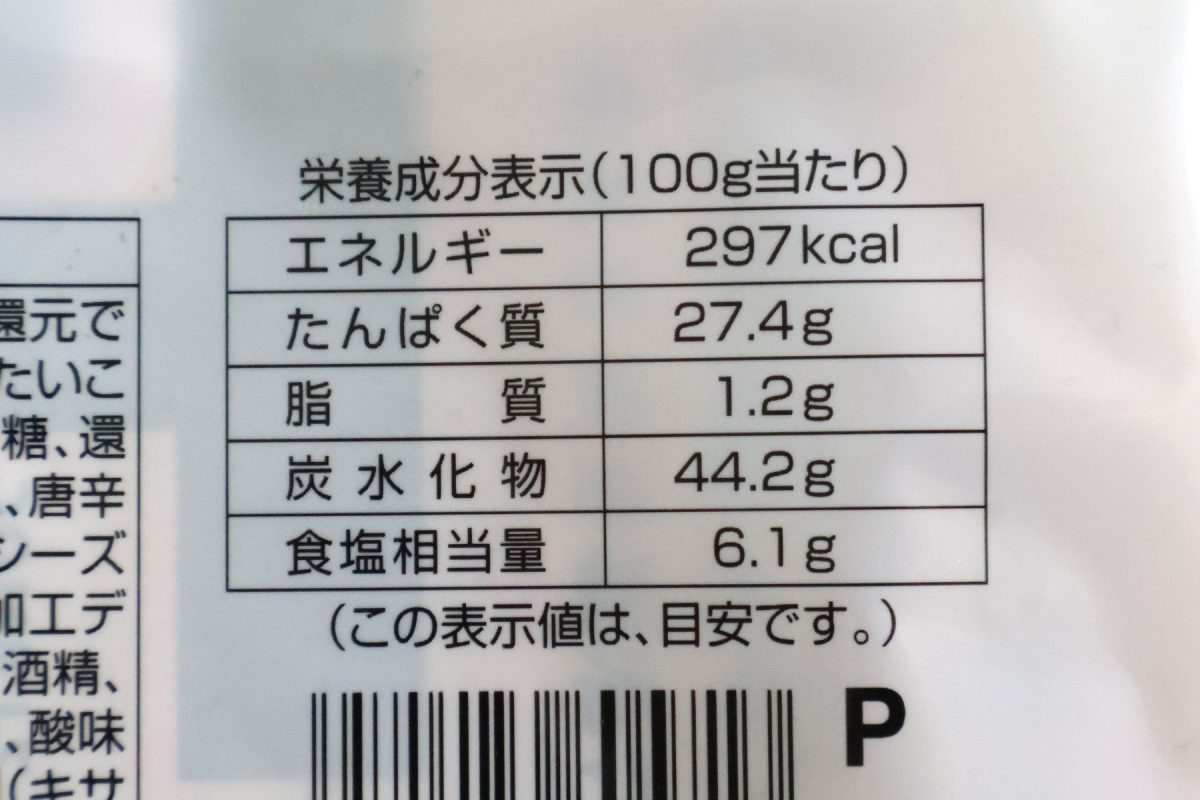 還元で
たいこ
糖、還
、唐辛
シーズ
加工デ
酒精、
、酸味
(キサ
栄養成分表示(100g当たり)
エネルギー 297kcal
たんぱく質 27.4g
脂質 1.2g
炭水化物 44.2g
食塩相当量 6.1g
(この表示値は、目安です。)
P